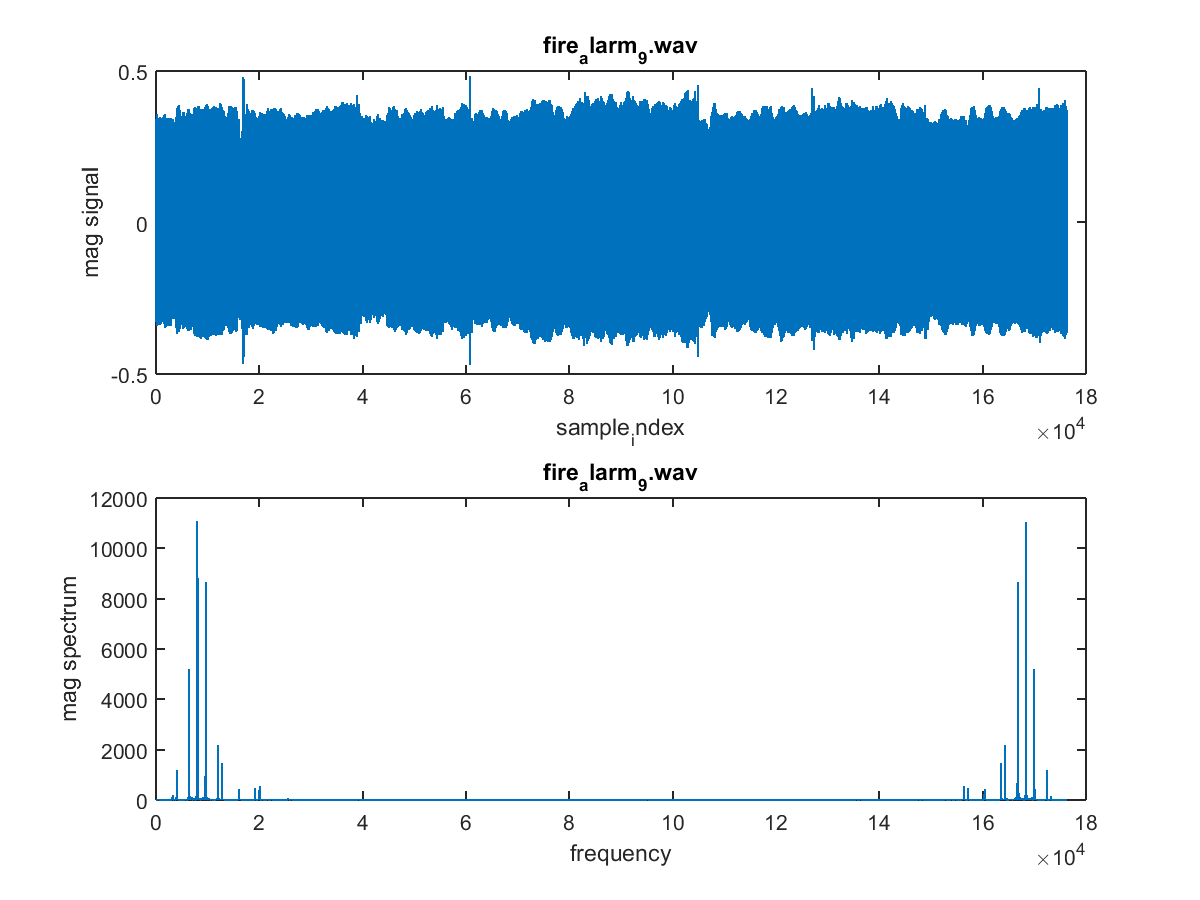 fire_alarm_9.wav
0.5
0
-0.5
mag signal
0 2 4 6 8 10 12 14 16 18
×10^4
sample_index
fire_alarm_9.wav
12000
10000
8000
6000
4000
2000
0
mag spectrum
0 2 4 6 8 10 12 14 16 18
×10^4
frequency